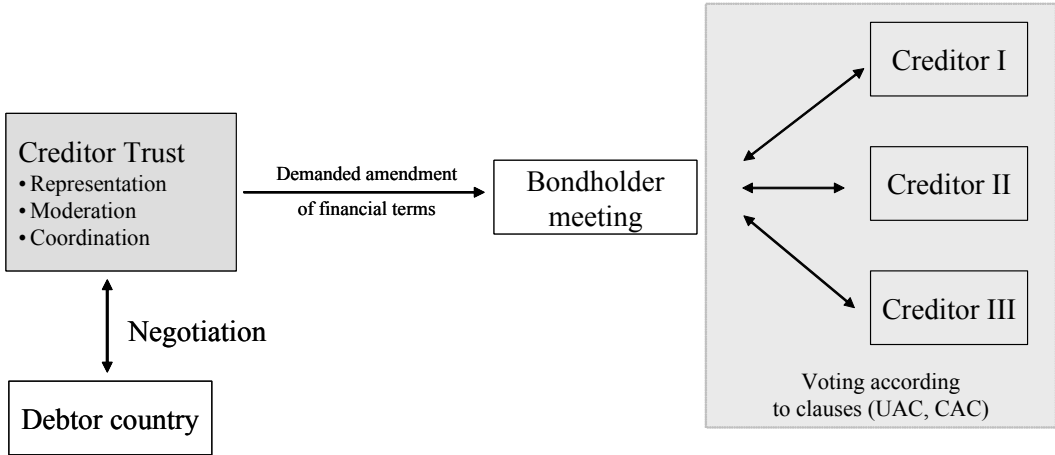 Creditor Trust
• Representation
• Moderation
• Coordination
Negotiation
Debtor country
Demanded amendment
of financial terms
Bondholder
meeting
Creditor I
Creditor II
Creditor III
Voting according
to clauses (UAC, CAC)